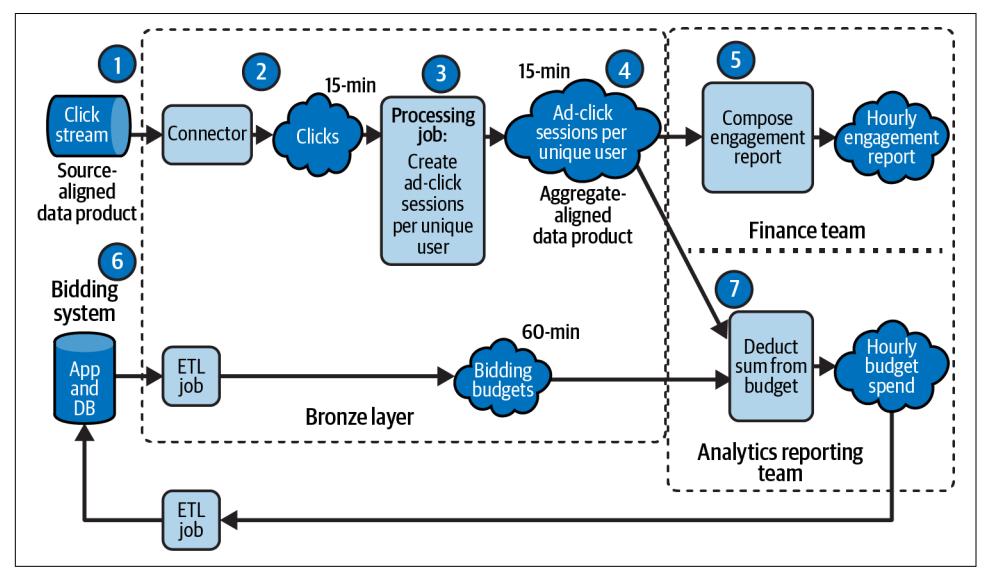 1
Click
stream
Source-
aligned
data product
Connector
2
15-min
Clicks
3
Processing
job:
Create
ad-click
sessions
per unique
user
15-min
4
Ad-click
sessions per
unique user
Aggregate-
aligned
data product
5
Compose
engagement
report
Hourly
engagement
report
Finance team
6
Bidding
system
App
and
DB
ETL
job
60-min
Bidding
budgets
Bronze layer
7
Deduct
sum from
budget
Hourly
budget
spend
Analytics reporting
team
ETL
job